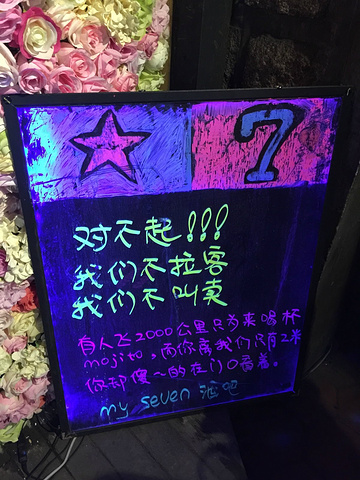 7
对不起!!!
我们不拉客
我们不叫卖
有人飞2000公里只为来喝杯
mojito，而你离我们只有2米
你却傻~的在门口看着。
my seven 酒吧